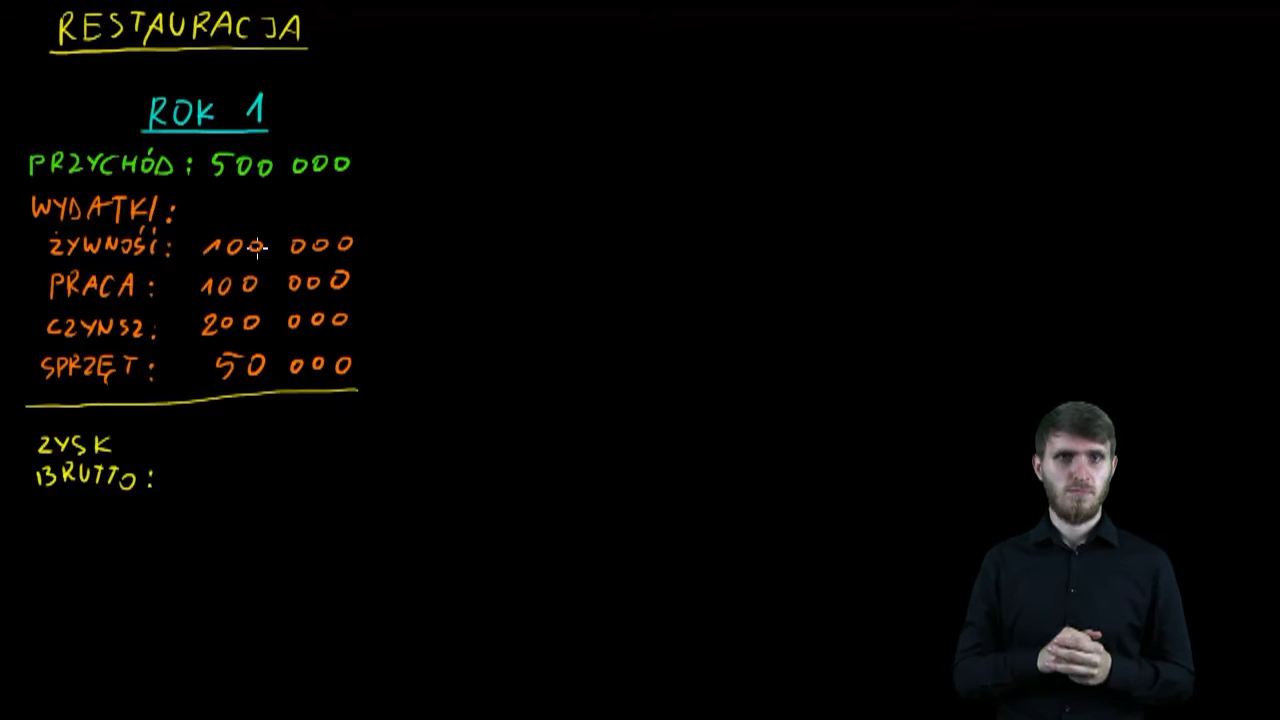 RESTAURACJA
ROK 1
PRZYCHÓD: 500 000
WYDATKI:
ŻYWNOŚĆ: 100 000
PRACA: 100 000
CZYNSZ: 200 000
SPRZĘT: 50 000
ZYSK
BRUTTO: